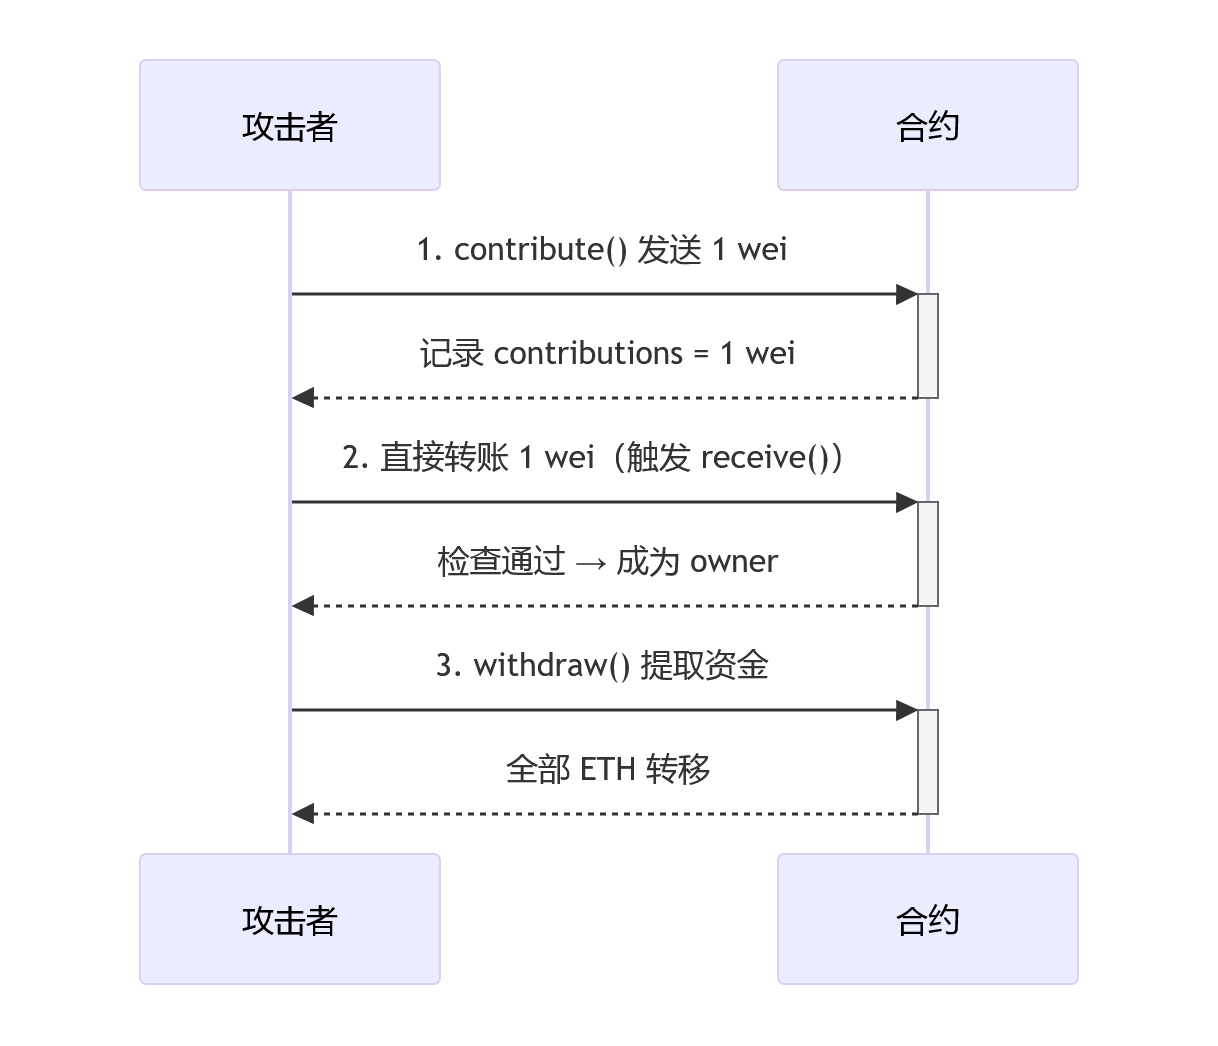 攻击者
合约
1. contribute() 发送 1 wei
记录 contributions = 1 wei
2. 直接转账 1 wei（触发 receive()）
检查通过 → 成为 owner
3. withdraw() 提取资金
全部 ETH 转移
攻击者
合约